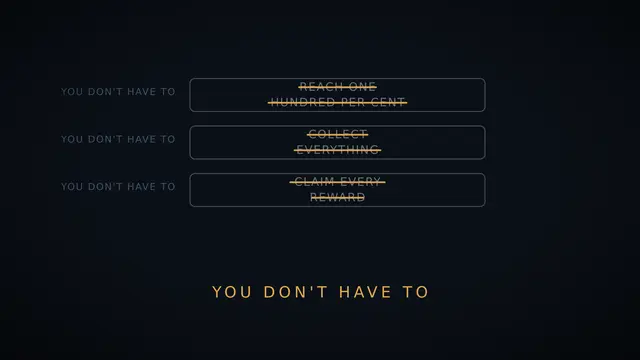 YOU DON'T HAVE TO
REACH ONE
HUNDRED PER CENT
YOU DON'T HAVE TO
COLLECT
EVERYTHING
YOU DON'T HAVE TO
CLAIM EVERY
REWARD
YOU DON'T HAVE TO